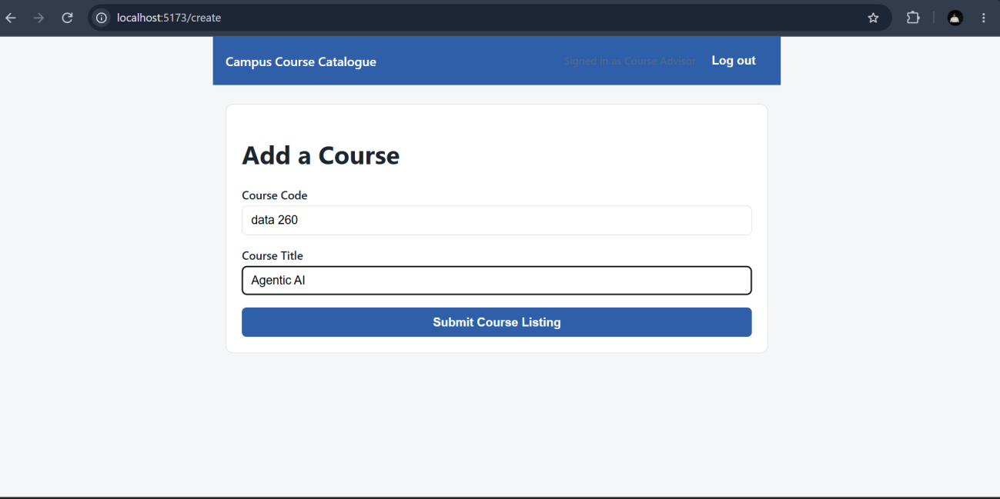 localhost:5173/create
Campus Course Catalogue
Signed in as Course Advisor
Log out
Add a Course
Course Code
data 260
Course Title
Agentic AI
Submit Course Listing